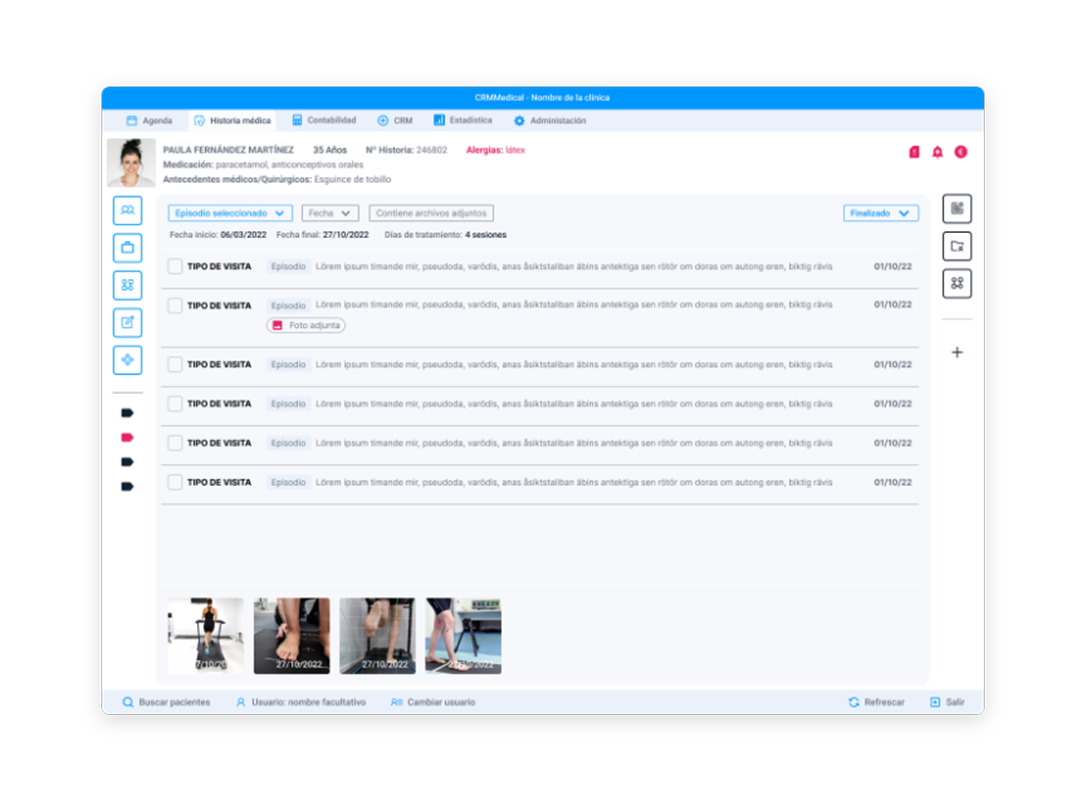 CRMMedical - Nombre de la clínica
Agenda Historia médica Contabilidad CRM Estadística Administación
PAULA FERNÁNDEZ MARTÍNEZ 35 Años Nº Historia: 246802 Alergias: látex
Medicación: paracetamol, anticonceptivos orales
Antecedentes médicos/Quirúrgicos: Esguince de tobillo
Episodio seleccionado Fecha Contiene archivos adjuntos Finalizado
Fecha inicio: 06/03/2022 Fecha final: 27/10/2022 Días de tratamiento: 4 sesiones
TIPO DE VISITA Episodio Lörem ipsum timande mir, pseudoda, varödis, anas åsiktstaliban äbins antektiga sen rötör om doras om autong eren, biktig rävis 01/10/22
TIPO DE VISITA Episodio Lörem ipsum timande mir, pseudoda, varödis, anas åsiktstaliban äbins antektiga sen rötör om doras om autong eren, biktig rävis 01/10/22
Foto adjunta
TIPO DE VISITA Episodio Lörem ipsum timande mir, pseudoda, varödis, anas åsiktstaliban äbins antektiga sen rötör om doras om autong eren, biktig rävis 01/10/22
TIPO DE VISITA Episodio Lörem ipsum timande mir, pseudoda, varödis, anas åsiktstaliban äbins antektiga sen rötör om doras om autong eren, biktig rävis 01/10/22
TIPO DE VISITA Episodio Lörem ipsum timande mir, pseudoda, varödis, anas åsiktstaliban äbins antektiga sen rötör om doras om autong eren, biktig rävis 01/10/22
TIPO DE VISITA Episodio Lörem ipsum timande mir, pseudoda, varödis, anas åsiktstaliban äbins antektiga sen rötör om doras om autong eren, biktig rävis 01/10/22
27/10/2022 27/10/2022 27/10/2022
Buscar pacientes Usuario: nombre facultativo Cambiar usuario Refrescar Salir